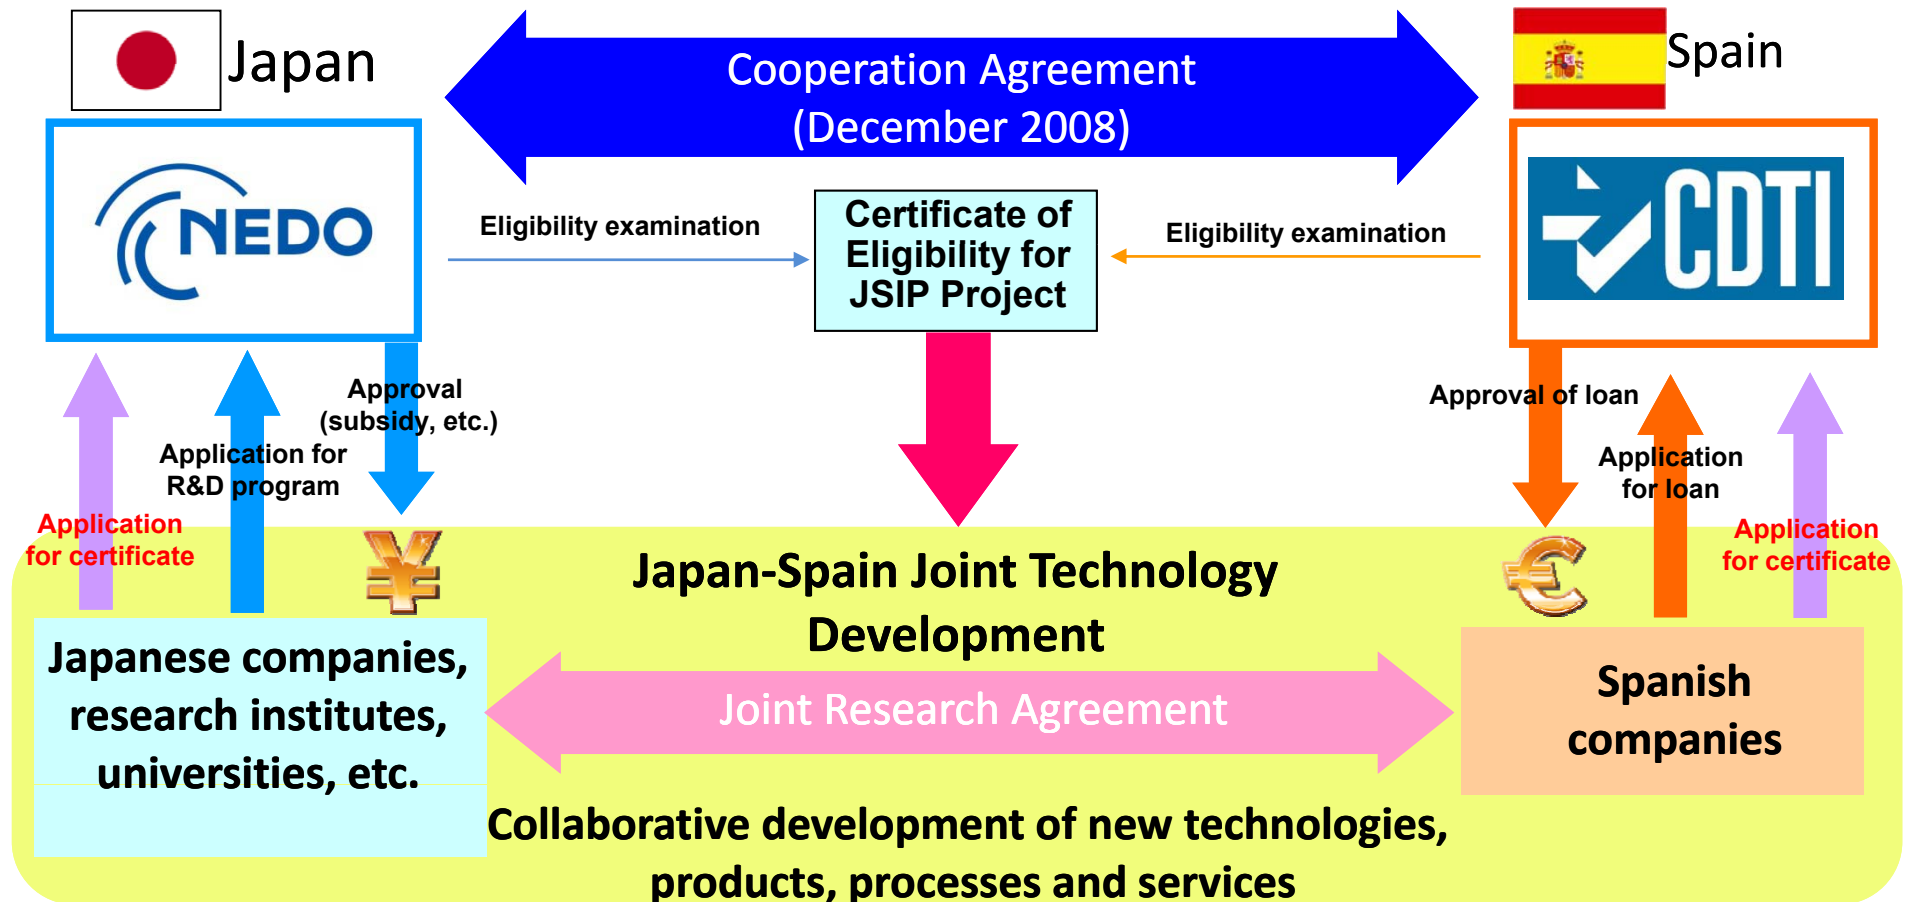 Japan
Cooperation Agreement
(December 2008)
Spain
NEDO
Eligibility examination
Certificate of
Eligibility for
JSIP Project
Eligibility examination
CDTI
Approval
(subsidy, etc.)
Application for
R&D program
Application
for certificate
Approval of loan
Application
for loan
Application
for certificate
¥
€
Japan-Spain Joint Technology
Development
Japanese companies,
research institutes,
universities, etc.
Joint Research Agreement
Spanish
companies
Collaborative development of new technologies,
products, processes and services